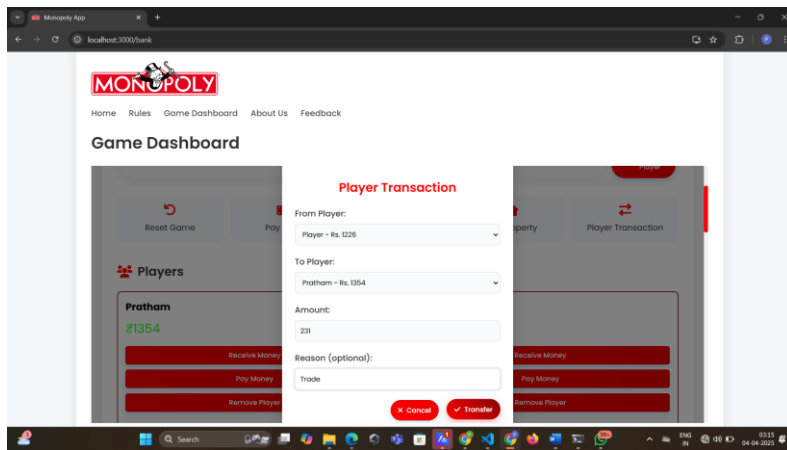 Monopoly App
localhost:3000/bank
MONOPOLY
Home Rules Game Dashboard About Us Feedback
Game Dashboard
Player
Player Transaction
From Player:
Player - Rs. 1226
To Player:
Pratham - Rs. 1354
Amount:
231
Reason (optional):
Trade
Cancel Transfer
Reset Game Pay operty Player Transaction
Players
Pratham
₹1354
Receive Money Receive Money
Pay Money Pay Money
Remove Player Remove Player
Search
ENG
IN
03:15
04-04-2025